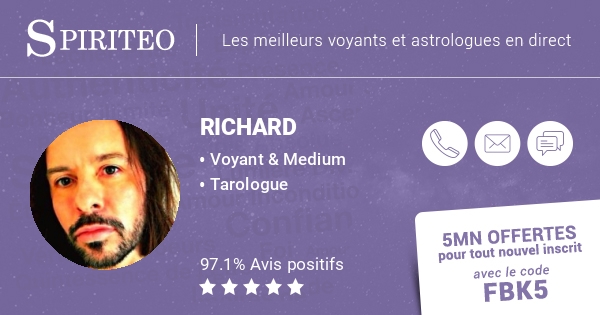 SPIRITEO
Les meilleurs voyants et astrologues en direct
RICHARD
• Voyant & Medium
• Tarologue
97.1% Avis positifs
5MN OFFERTES
pour tout nouvel inscrit
avec le code
FBK5